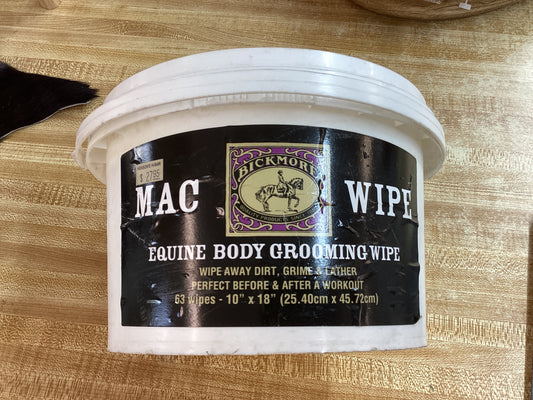 $ 27.95
BICKMORE
MAC WIPE
EQUINE BODY GROOMING WIPE
WIPE AWAY DIRT, GRIME & LATHER
PERFECT BEFORE & AFTER A WORKOUT
63 wipes - 10" x 18" (25.40cm x 45.72cm)